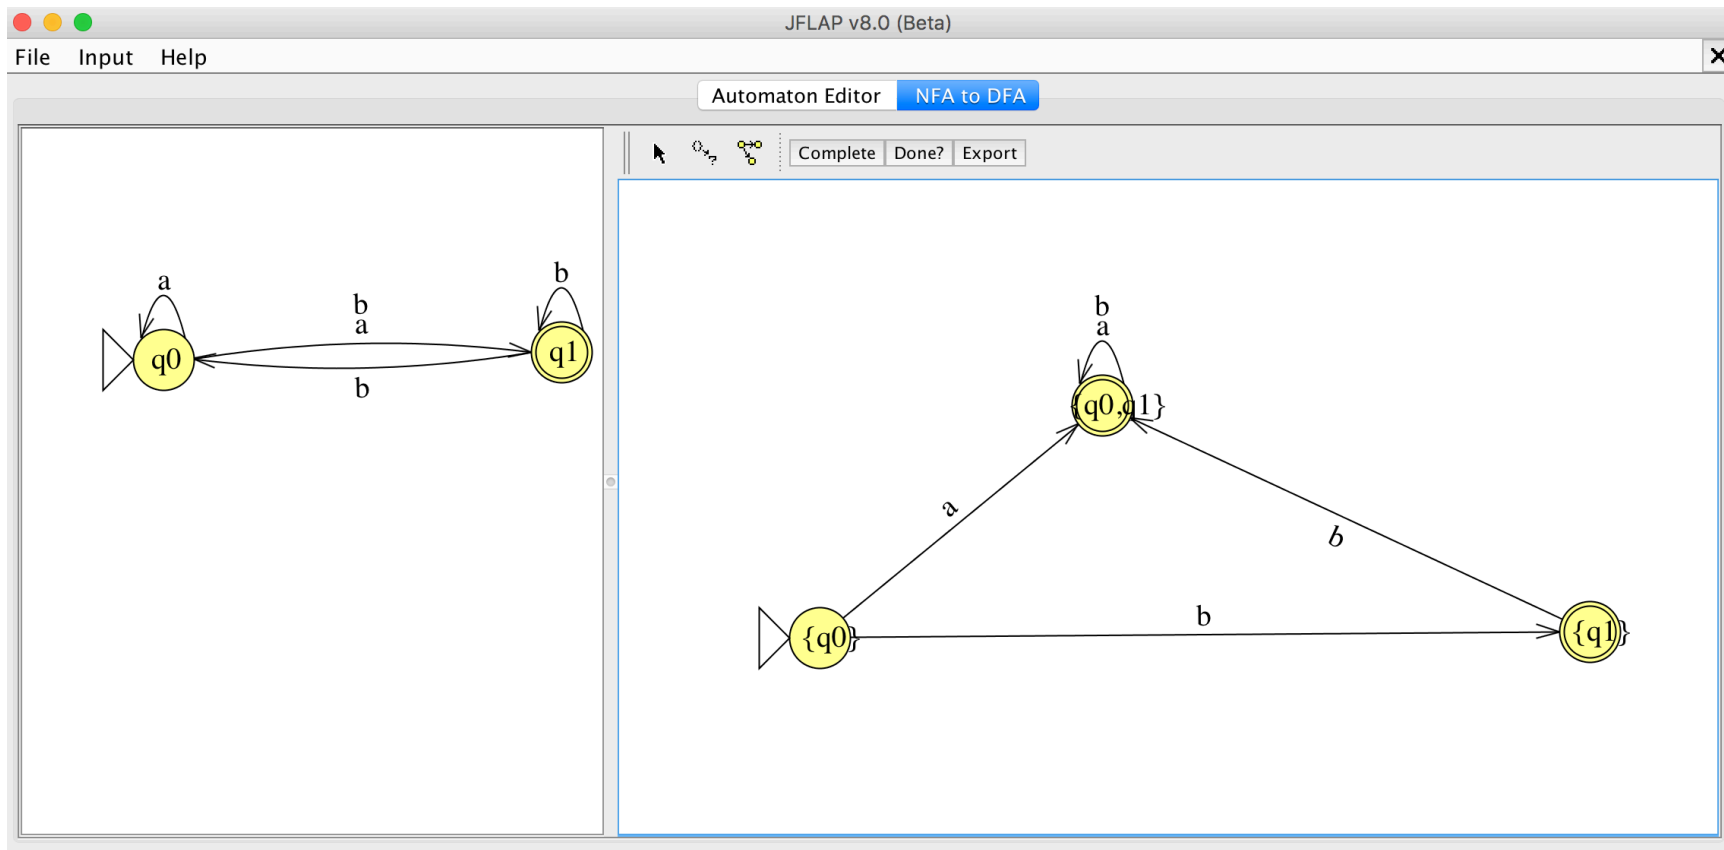 JFLAP v8.0 (Beta)
File Input Help
Automaton Editor NFA to DFA
Complete Done? Export
a
b
a
b
b
q0
q1
b
a
{q0,q1}
a
b
b
{q0}
{q1}